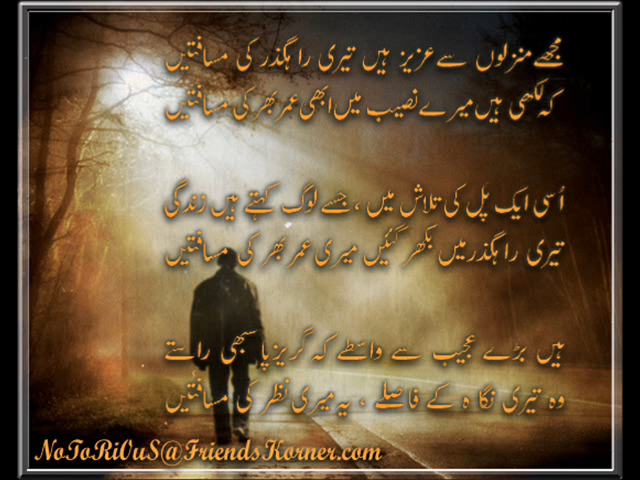 مجھے منزلوں سے عزیز ہیں تیری راہگذر کی مسافتیں
کہ لکھی ہیں میرے نصیب میں ابھی عمر بھر کی مسافتیں
اُسی ایک پَل کی تلاش میں ، جسے لوگ کہتے ہیں زندگی
تیری راہگذر میں بکھر گئیں میری عمر بھر کی مسافتیں
ہیں بڑے عجیب سے واسطے کہ گریز پا سبھی راستے
وہ تیری نگاہ کے فاصلے ، یہ میری نظر کی مسافتیں
NoToRiOuS@FriendsKorner.com